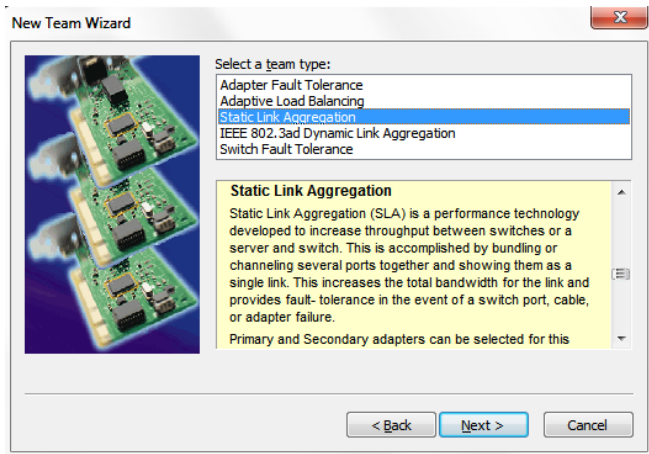 New Team Wizard
Select a team type:
Adapter Fault Tolerance
Adaptive Load Balancing
Static Link Aggregation
IEEE 802.3ad Dynamic Link Aggregation
Switch Fault Tolerance
Static Link Aggregation
Static Link Aggregation (SLA) is a performance technology
developed to increase throughput between switches or a
server and switch. This is accomplished by bundling or
channeling several ports together and showing them as a
single link. This increases the total bandwidth for the link and
provides fault- tolerance in the event of a switch port, cable,
or adapter failure.
Primary and Secondary adapters can be selected for this
< Back Next > Cancel